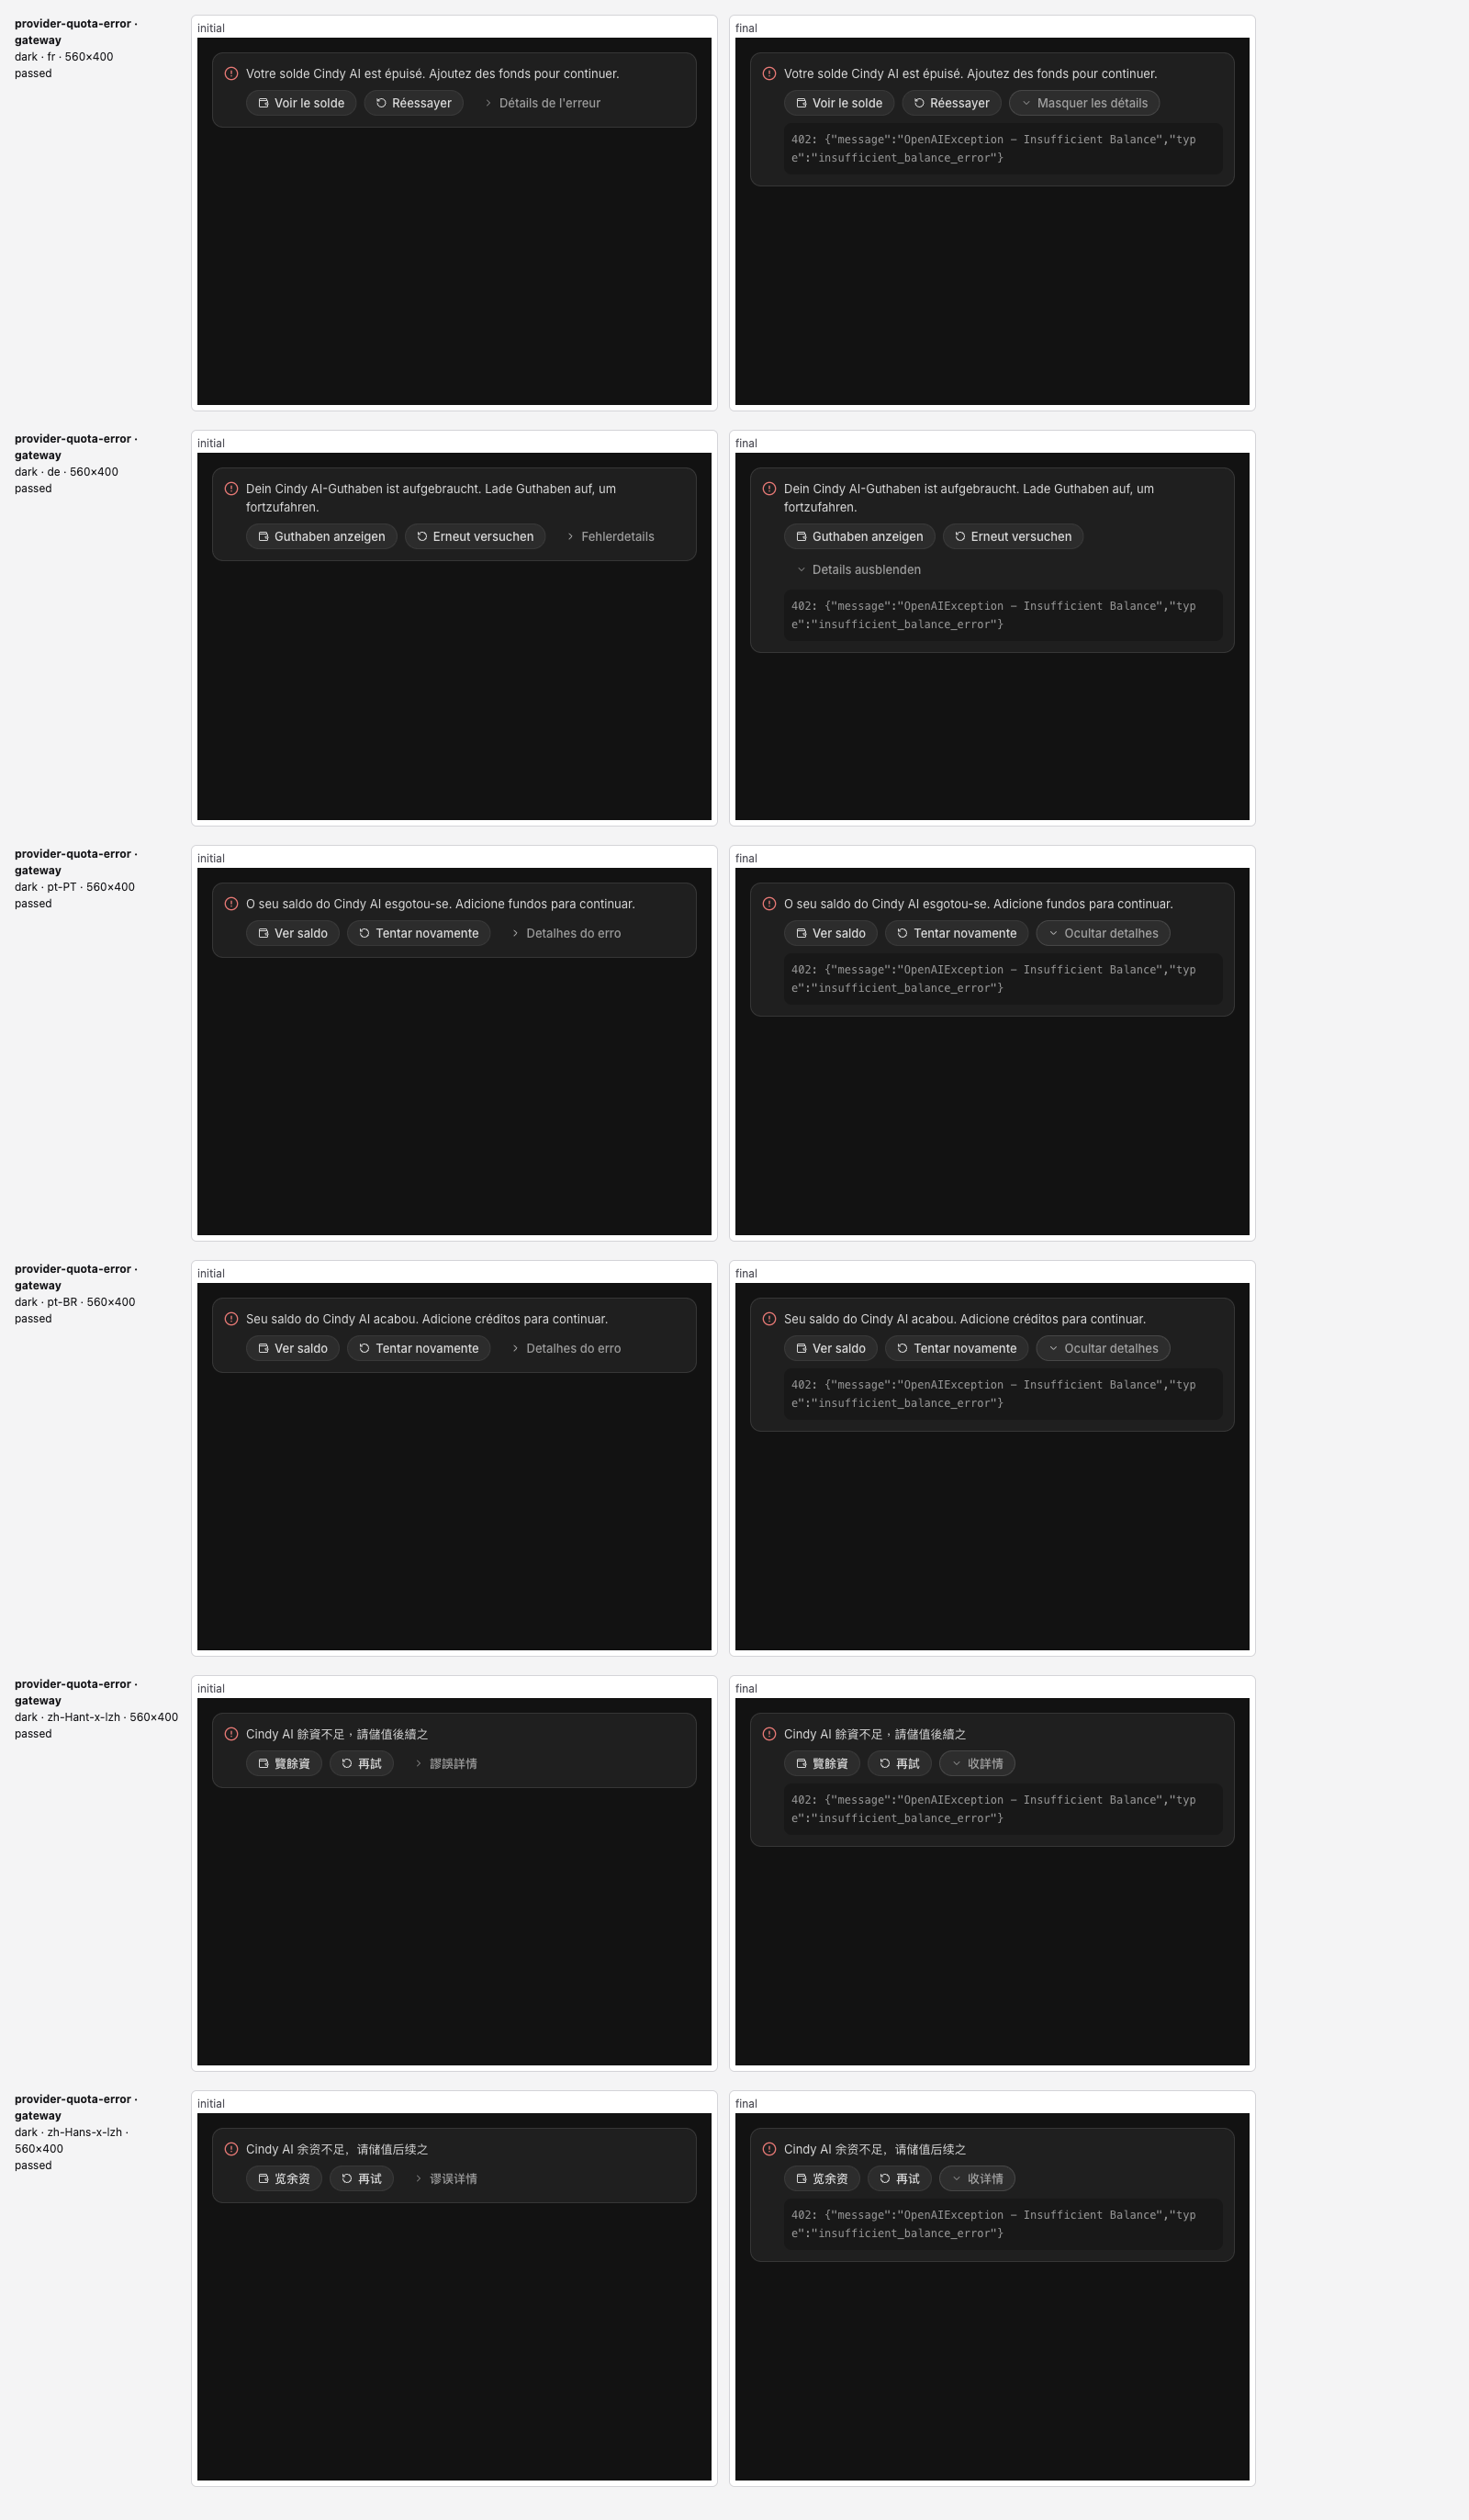 provider-quota-error ·
gateway
dark · fr · 560×400
passed
initial
Votre solde Cindy AI est épuisé. Ajoutez des fonds pour continuer.
Voir le solde
Réessayer
Détails de l'erreur
final
Votre solde Cindy AI est épuisé. Ajoutez des fonds pour continuer.
Voir le solde
Réessayer
Masquer les détails
402: {"message":"OpenAIException – Insufficient Balance","typ
e":"insufficient_balance_error"}
provider-quota-error ·
gateway
dark · de · 560×400
passed
initial
Dein Cindy AI-Guthaben ist aufgebraucht. Lade Guthaben auf, um
fortzufahren.
Guthaben anzeigen
Erneut versuchen
Fehlerdetails
final
Dein Cindy AI-Guthaben ist aufgebraucht. Lade Guthaben auf, um
fortzufahren.
Guthaben anzeigen
Erneut versuchen
Details ausblenden
402: {"message":"OpenAIException – Insufficient Balance","typ
e":"insufficient_balance_error"}
provider-quota-error ·
gateway
dark · pt-PT · 560×400
passed
initial
O seu saldo do Cindy AI esgotou-se. Adicione fundos para continuar.
Ver saldo
Tentar novamente
Detalhes do erro
final
O seu saldo do Cindy AI esgotou-se. Adicione fundos para continuar.
Ver saldo
Tentar novamente
Ocultar detalhes
402: {"message":"OpenAIException – Insufficient Balance","typ
e":"insufficient_balance_error"}
provider-quota-error ·
gateway
dark · pt-BR · 560×400
passed
initial
Seu saldo do Cindy AI acabou. Adicione créditos para continuar.
Ver saldo
Tentar novamente
Detalhes do erro
final
Seu saldo do Cindy AI acabou. Adicione créditos para continuar.
Ver saldo
Tentar novamente
Ocultar detalhes
402: {"message":"OpenAIException – Insufficient Balance","typ
e":"insufficient_balance_error"}
provider-quota-error ·
gateway
dark · zh-Hant-x-lzh · 560×400
passed
initial
Cindy AI 餘資不足，請儲值後續之
覽餘資
再試
謬誤詳情
final
Cindy AI 餘資不足，請儲值後續之
覽餘資
再試
收詳情
402: {"message":"OpenAIException – Insufficient Balance","typ
e":"insufficient_balance_error"}
provider-quota-error ·
gateway
dark · zh-Hans-x-lzh ·
560×400
passed
initial
Cindy AI 余资不足，请储值后续之
览余资
再试
谬误详情
final
Cindy AI 余资不足，请储值后续之
览余资
再试
收详情
402: {"message":"OpenAIException – Insufficient Balance","typ
e":"insufficient_balance_error"}